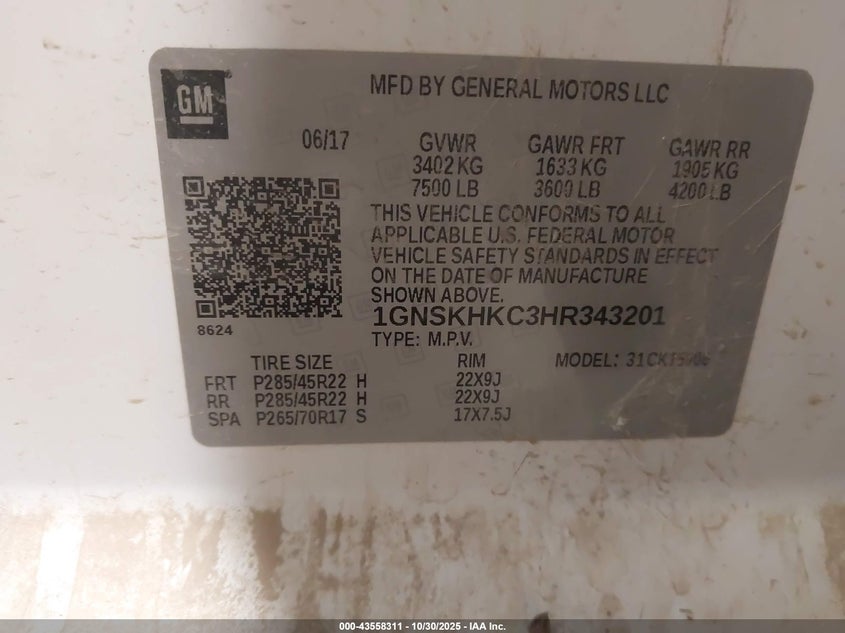 GM
MFD BY GENERAL MOTORS LLC
06/17 GVWR GAWR FRT GAWR RR
3402 KG 1633 KG 1905 KG
7500 LB 3600 LB 4200 LB
THIS VEHICLE CONFORMS TO ALL
APPLICABLE U.S. FEDERAL MOTOR
VEHICLE SAFETY STANDARDS IN EFFECT
ON THE DATE OF MANUFACTURE
SHOWN ABOVE.
8624
1GNSKHKC3HR343201
TYPE: M.P.V.
TIRE SIZE RIM MODEL:
FRT P285/45R22 H 22X9J
RR P285/45R22 H 22X9J
SPA P265/70R17 S 17X7.5J
000-43558311 - 10/30/2025 - IAA Inc.